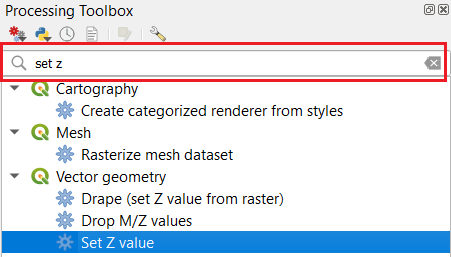 Processing Toolbox
set z
Cartography
Create categorized renderer from styles
Mesh
Rasterize mesh dataset
Vector geometry
Drape (set Z value from raster)
Drop M/Z values
Set Z value